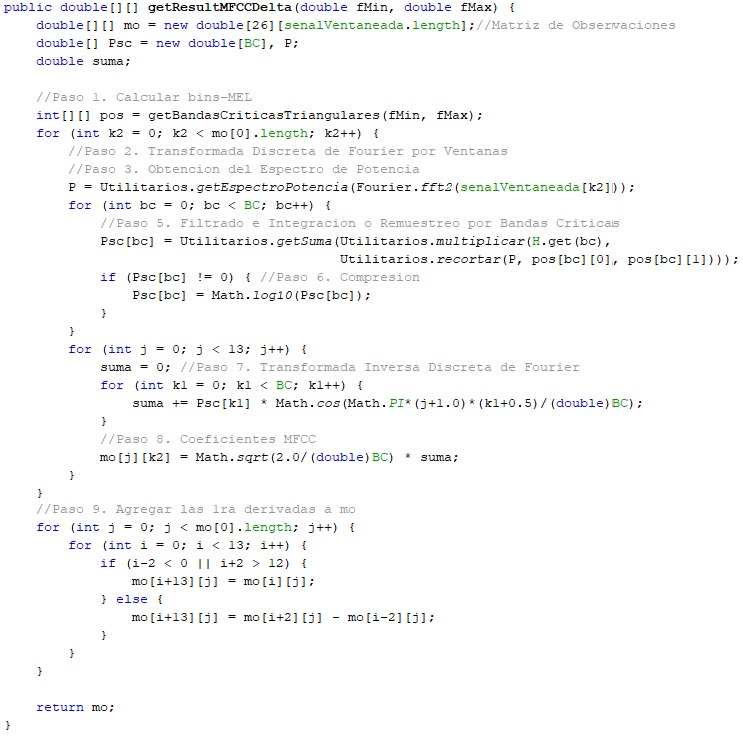 public double[][] getResultMFCCDelta(double fMin, double fMax) {
    double[][] mo = new double[26][senalVentaneada.length];//Matriz de Observaciones
    double[] Psc = new double[BC], P;
    double suma;

    //Paso 1. Calcular bins-MEL
    int[][] pos = getBandasCriticasTriangulares(fMin, fMax);
    for (int k2 = 0; k2 < mo[0].length; k2++) {
        //Paso 2. Transformada Discreta de Fourier por Ventanas
        //Paso 3. Obtencion del Espectro de Potencia
        P = Utilitarios.getEspectroPotencia(Fourier.fft2(senalVentaneada[k2]));
        for (int bc = 0; bc < BC; bc++) {
            //Paso 5. Filtrado e Integracion o Remuestreo por Bandas Criticas
            Psc[bc] = Utilitarios.getSuma(Utilitarios.multiplicar(H.get(bc),
                                          Utilitarios.recortar(P, pos[bc][0], pos[bc][1])));
            if (Psc[bc] != 0) { //Paso 6. Compresion
                Psc[bc] = Math.log10(Psc[bc]);
            }
        }
        for (int j = 0; j < 13; j++) {
            suma = 0; //Paso 7. Transformada Inversa Discreta de Fourier
            for (int k1 = 0; k1 < BC; k1++) {
                suma += Psc[k1] * Math.cos(Math.PI*(j+1.0)*(k1+0.5)/(double)BC);
            }
            //Paso 8. Coeficientes MFCC
            mo[j][k2] = Math.sqrt(2.0/(double)BC) * suma;
        }
    }
    //Paso 9. Agregar las 1ra derivadas a mo
    for (int j = 0; j < mo[0].length; j++) {
        for (int i = 0; i < 13; i++) {
            if (i-2 < 0 || i+2 > 12) {
                mo[i+13][j] = mo[i][j];
            } else {
                mo[i+13][j] = mo[i+2][j] - mo[i-2][j];
            }
        }
    }

    return mo;
}